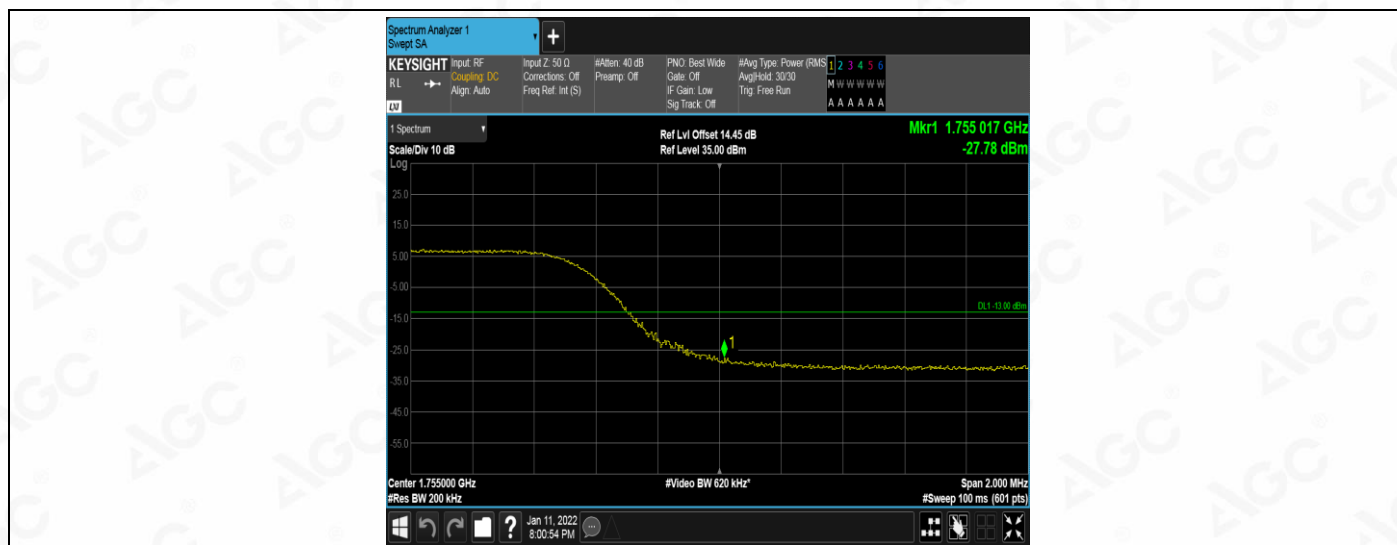 Spectrum Analyzer 1
Swept SA
KEYSIGHT
RL
LXI
Input: RF
Coupling: DC
Align: Auto
Input Z: 50 Ω
Corrections: Off
Freq Ref: Int (S)
#Atten: 40 dB
Preamp: Off
PNO: Best Wide
Gate: Off
IF Gain: Low
Sig Track: Off
#Avg Type: Power (RMS
Avg|Hold: 30/30
Trig: Free Run
1 2 3 4 5 6
M W W W W W
A A A A A A
1 Spectrum
Scale/Div 10 dB
Ref Lvl Offset 14.45 dB
Ref Level 35.00 dBm
Mkr1 1.755 017 GHz
-27.78 dBm
Log
25.0
15.0
5.00
-5.00
DL1 -13.00 dBm
-15.0
1
-25.0
-35.0
-45.0
-55.0
Center 1.755000 GHz
#Video BW 620 kHz*
Span 2.000 MHz
#Res BW 200 kHz
#Sweep 100 ms (601 pts)
?
Jan 11, 2022
8:00:54 PM
AGC